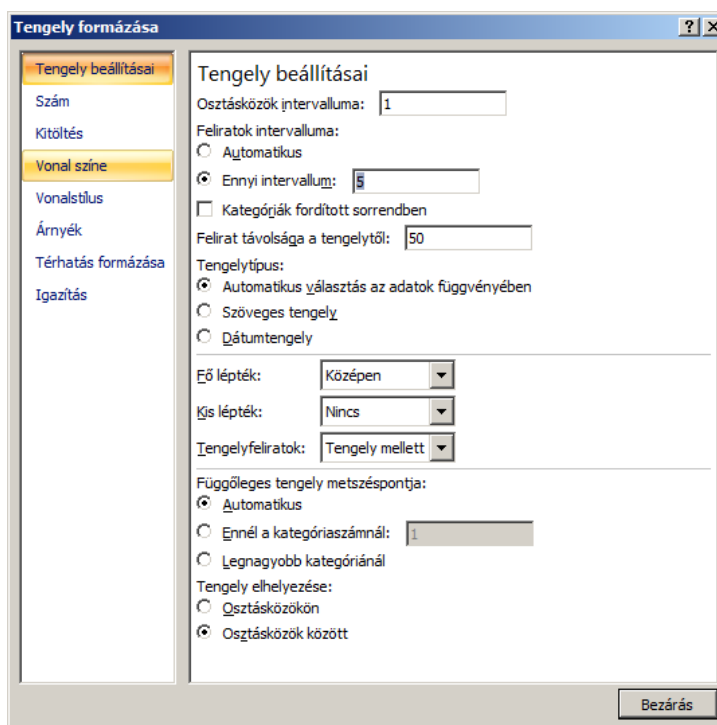 Tengely formázása
Tengely beállításai
Szám
Kitöltés
Vonal színe
Vonalstílus
Árnyék
Térhatás formázása
Igazítás
Tengely beállításai
Osztásközök intervalluma: 1
Feliratok intervalluma:
Automatikus
Ennyi intervallum: 5
Kategóriák fordított sorrendben
Felirat távolsága a tengelytől: 50
Tengelytípus:
Automatikus választás az adatok függvényében
Szöveges tengely
Dátumtengely
Fő lépték: Középen
Kis lépték: Nincs
Tengelyfeliratok: Tengely mellett
Függőleges tengely metszéspontja:
Automatikus
Ennél a kategóriaszámnál: 1
Legnagyobb kategóriánál
Tengely elhelyezése:
Osztásközökön
Osztásközök között
Bezárás